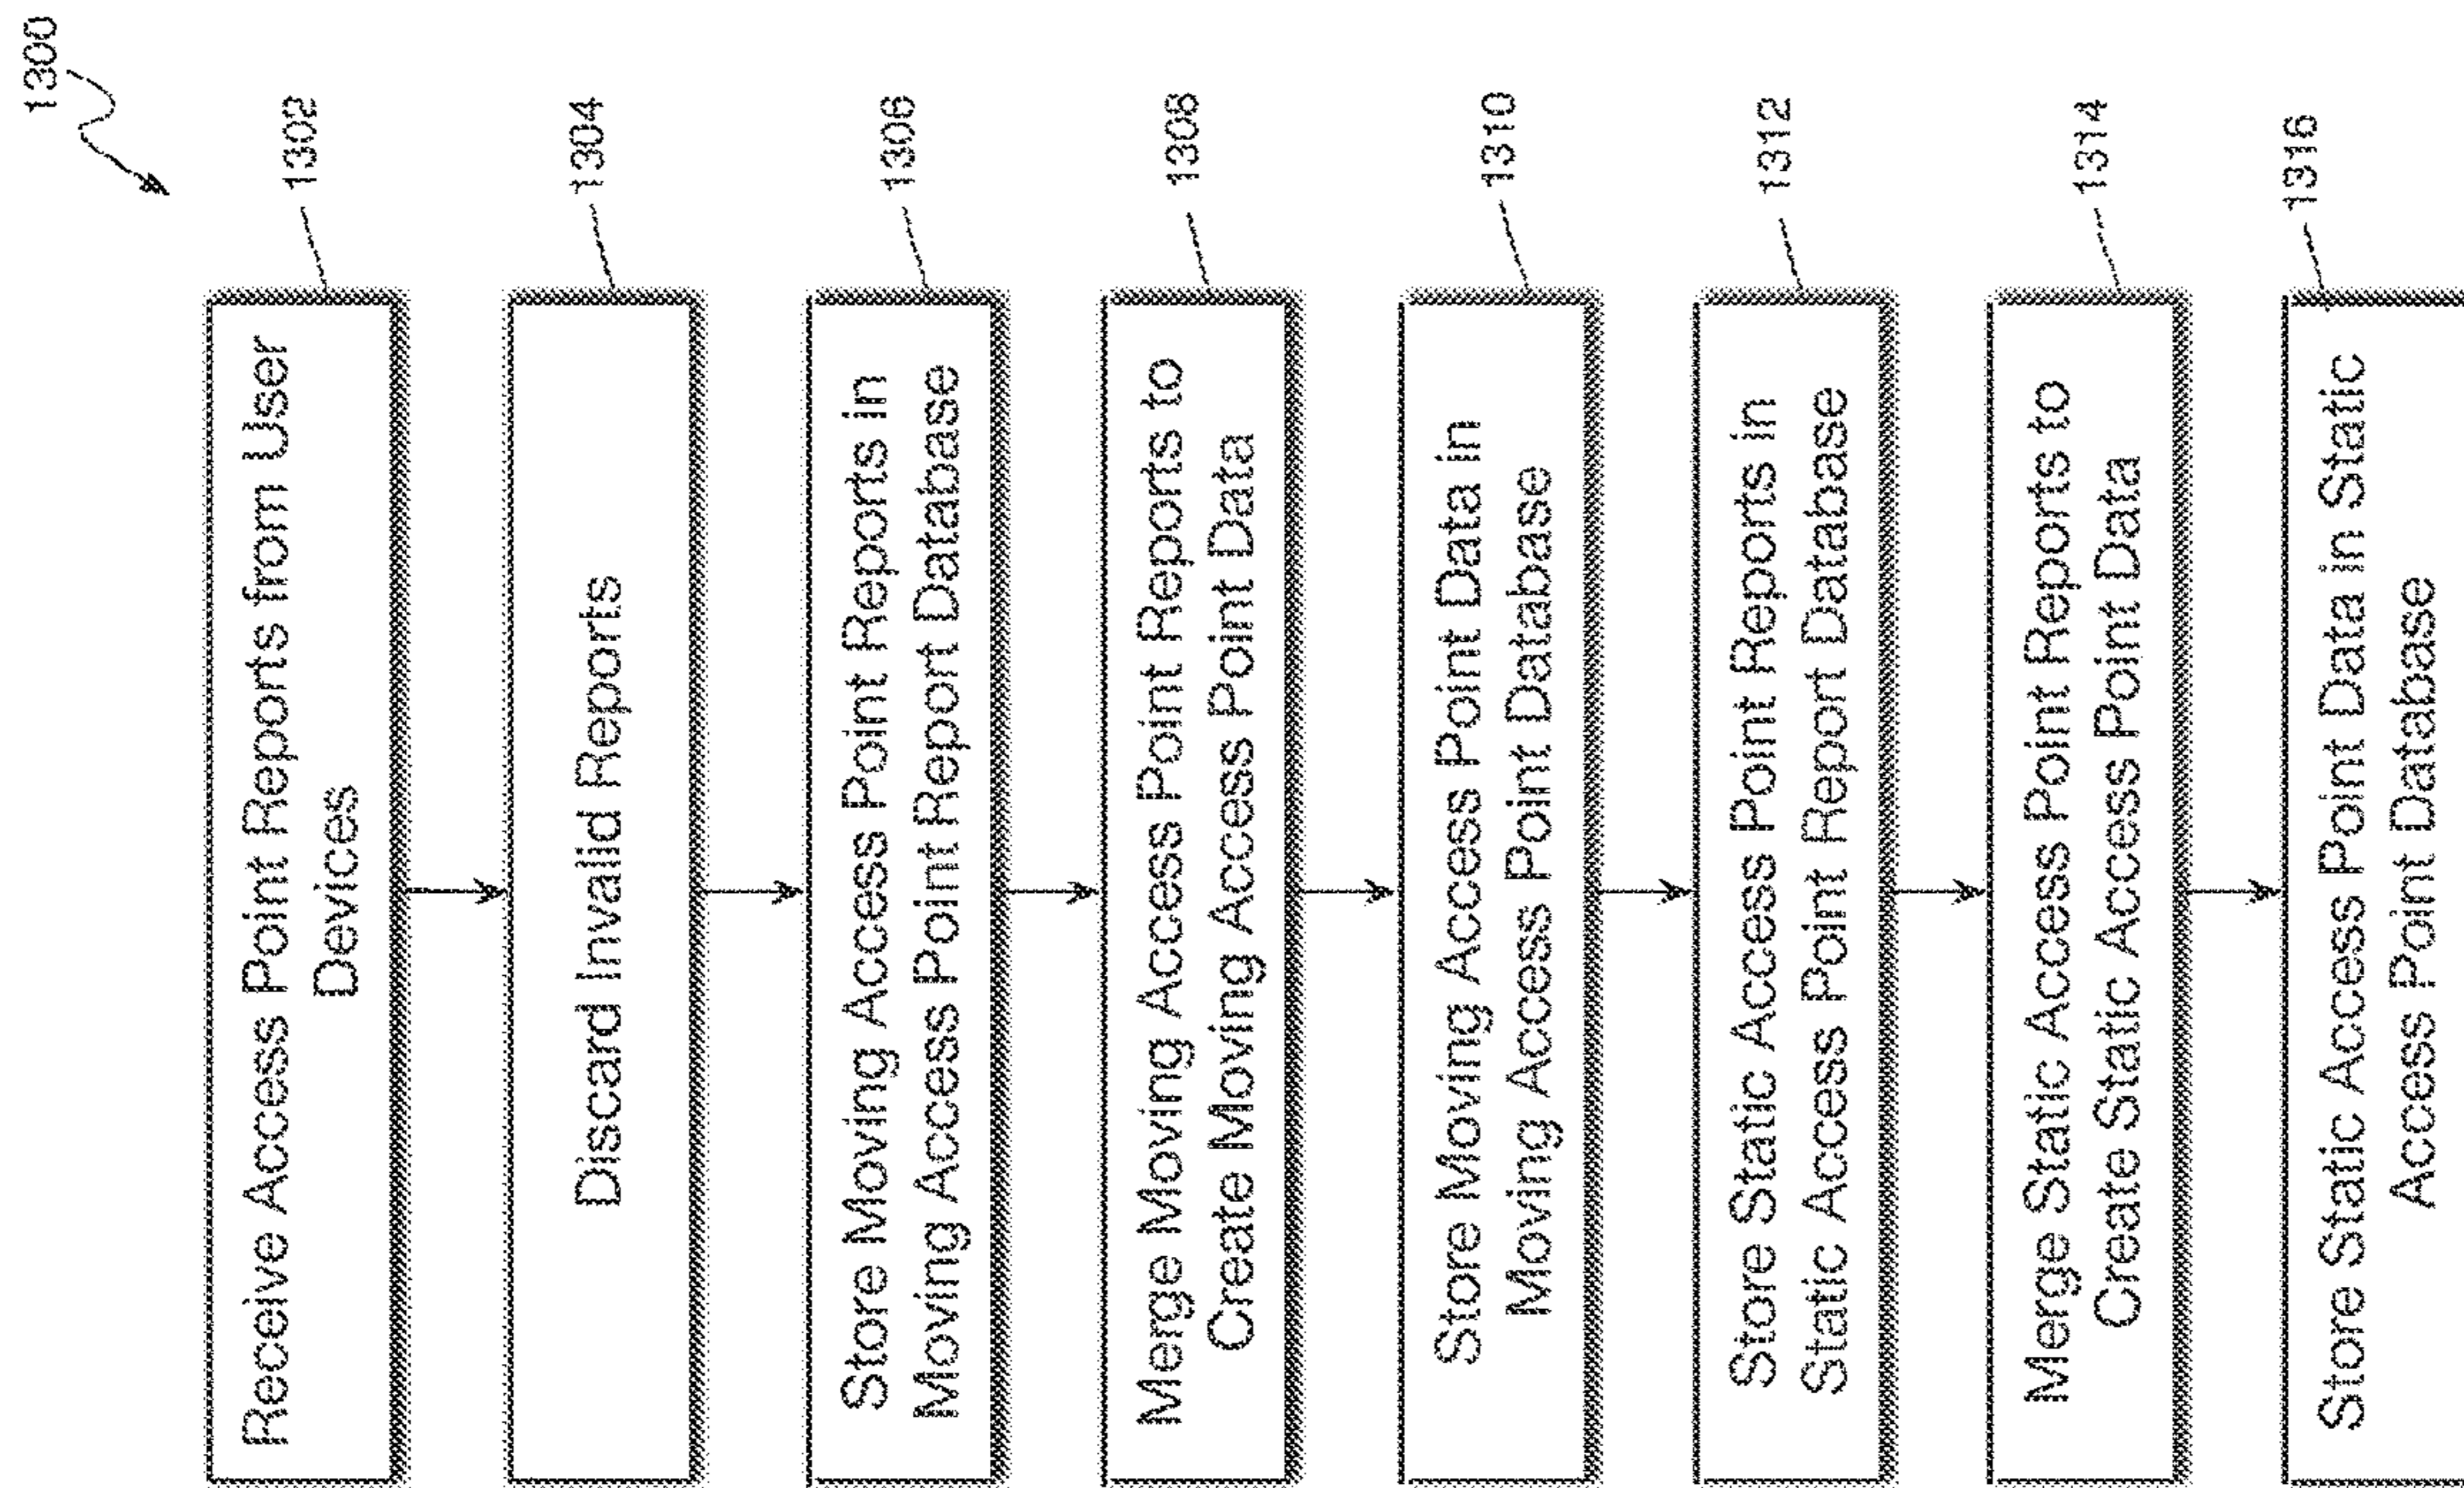 1300
Receive Access Point Reports from User
Devices
1302
Discard Invalid Reports
1304
Store Moving Access Point Reports in
Moving Access Point Report Database
1306
Merge Moving Access Point Reports to
Create Moving Access Point Data
1308
Store Moving Access Point Data in
Moving Access Point Database
1310
Store Static Access Point Reports in
Static Access Point Report Database
1312
Merge Static Access Point Reports to
Create Static Access Point Data
1314
Store Static Access Point Data in Static
Access Point Database
1316